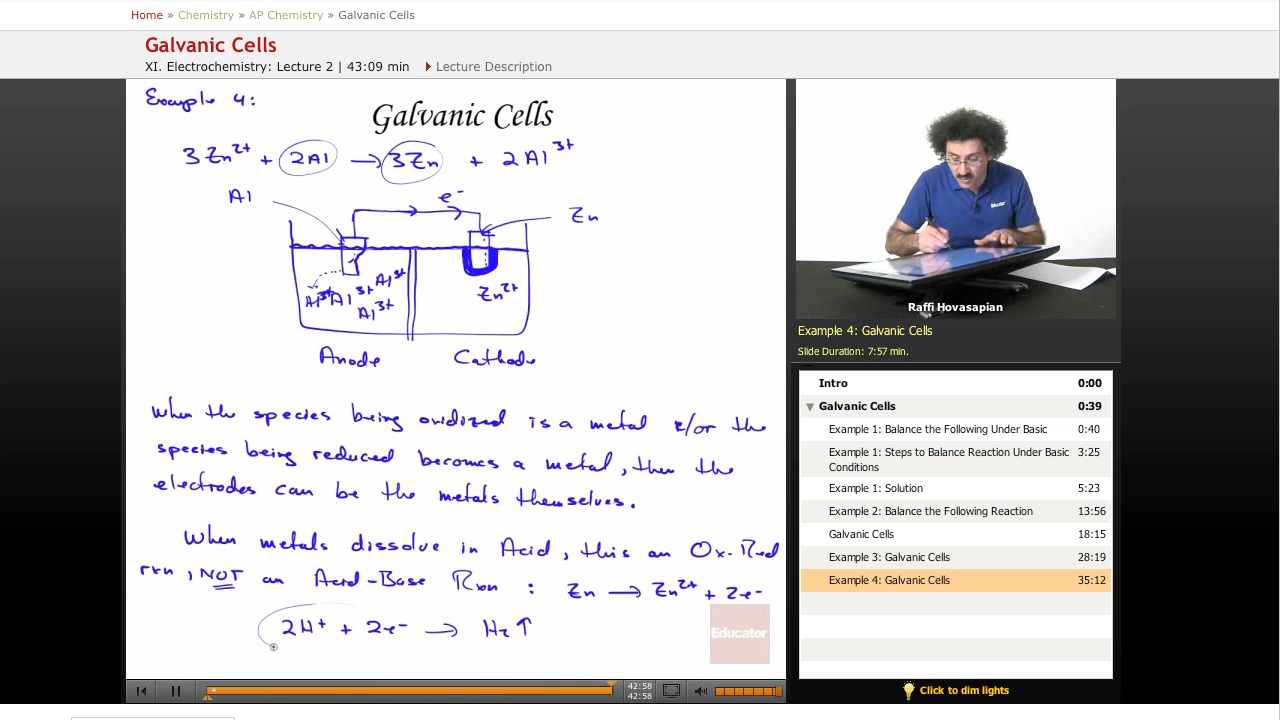 Home » Chemistry » AP Chemistry » Galvanic Cells
Galvanic Cells
XI. Electrochemistry: Lecture 2 | 43:09 min Lecture Description
Example 4:
Galvanic Cells
3Zn²⁺ + 2Al → 3Zn + 2Al³⁺
Al e⁻ Zn
Al³⁺ Al³⁺ Al³⁺ Zn²⁺
Al³⁺
Anode Cathode
When the species being oxidized is a metal &/or the
species being reduced becomes a metal, then the
electrodes can be the metals themselves.
When metals dissolve in Acid, this an Ox-Red
rxn, NOT an Acid-Base Rxn : Zn → Zn²⁺ + 2e⁻
2H⁺ + 2e⁻ → H₂↑
Educator
Educator
Raffi Hovasapian
Example 4: Galvanic Cells
Slide Duration: 7:57 min.
Intro 0:00
Galvanic Cells 0:39
Example 1: Balance the Following Under Basic 0:40
Example 1: Steps to Balance Reaction Under Basic Conditions 3:25
Example 1: Solution 5:23
Example 2: Balance the Following Reaction 13:56
Galvanic Cells 18:15
Example 3: Galvanic Cells 28:19
Example 4: Galvanic Cells 35:12
42:58
42:58
Click to dim lights